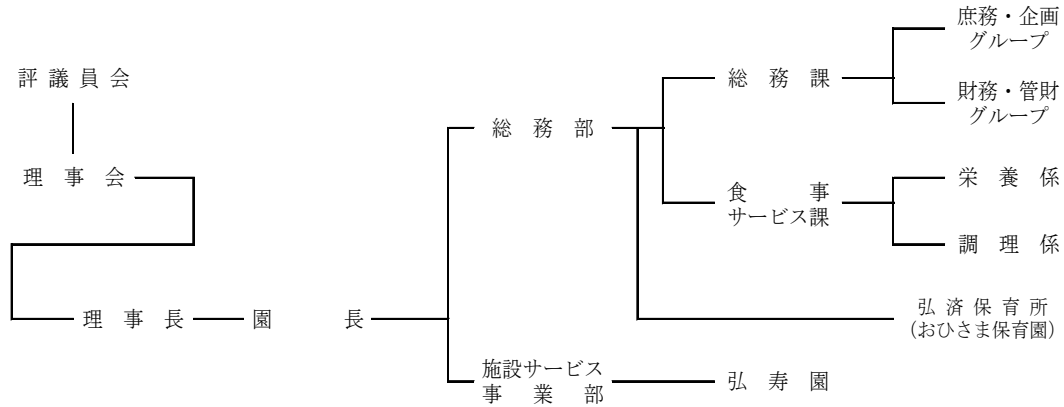 庶務・企画
グループ
評議員会
総務課
財務・管財
グループ
総務部
理事会
栄養係
食事
サービス課
調理係
弘済保育所
(おひさま保育園)
理事長
園長
施設サービス
事業部
弘寿園